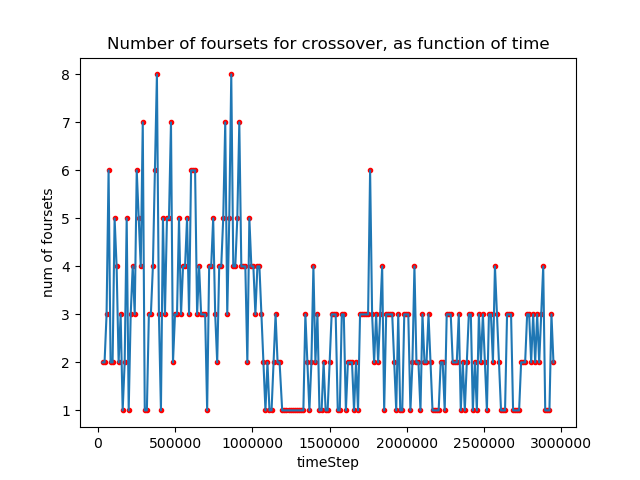 Number of foursets for crossover, as function of time
num of foursets
8
7
6
5
4
3
2
1
0 500000 1000000 1500000 2000000 2500000 3000000
timeStep